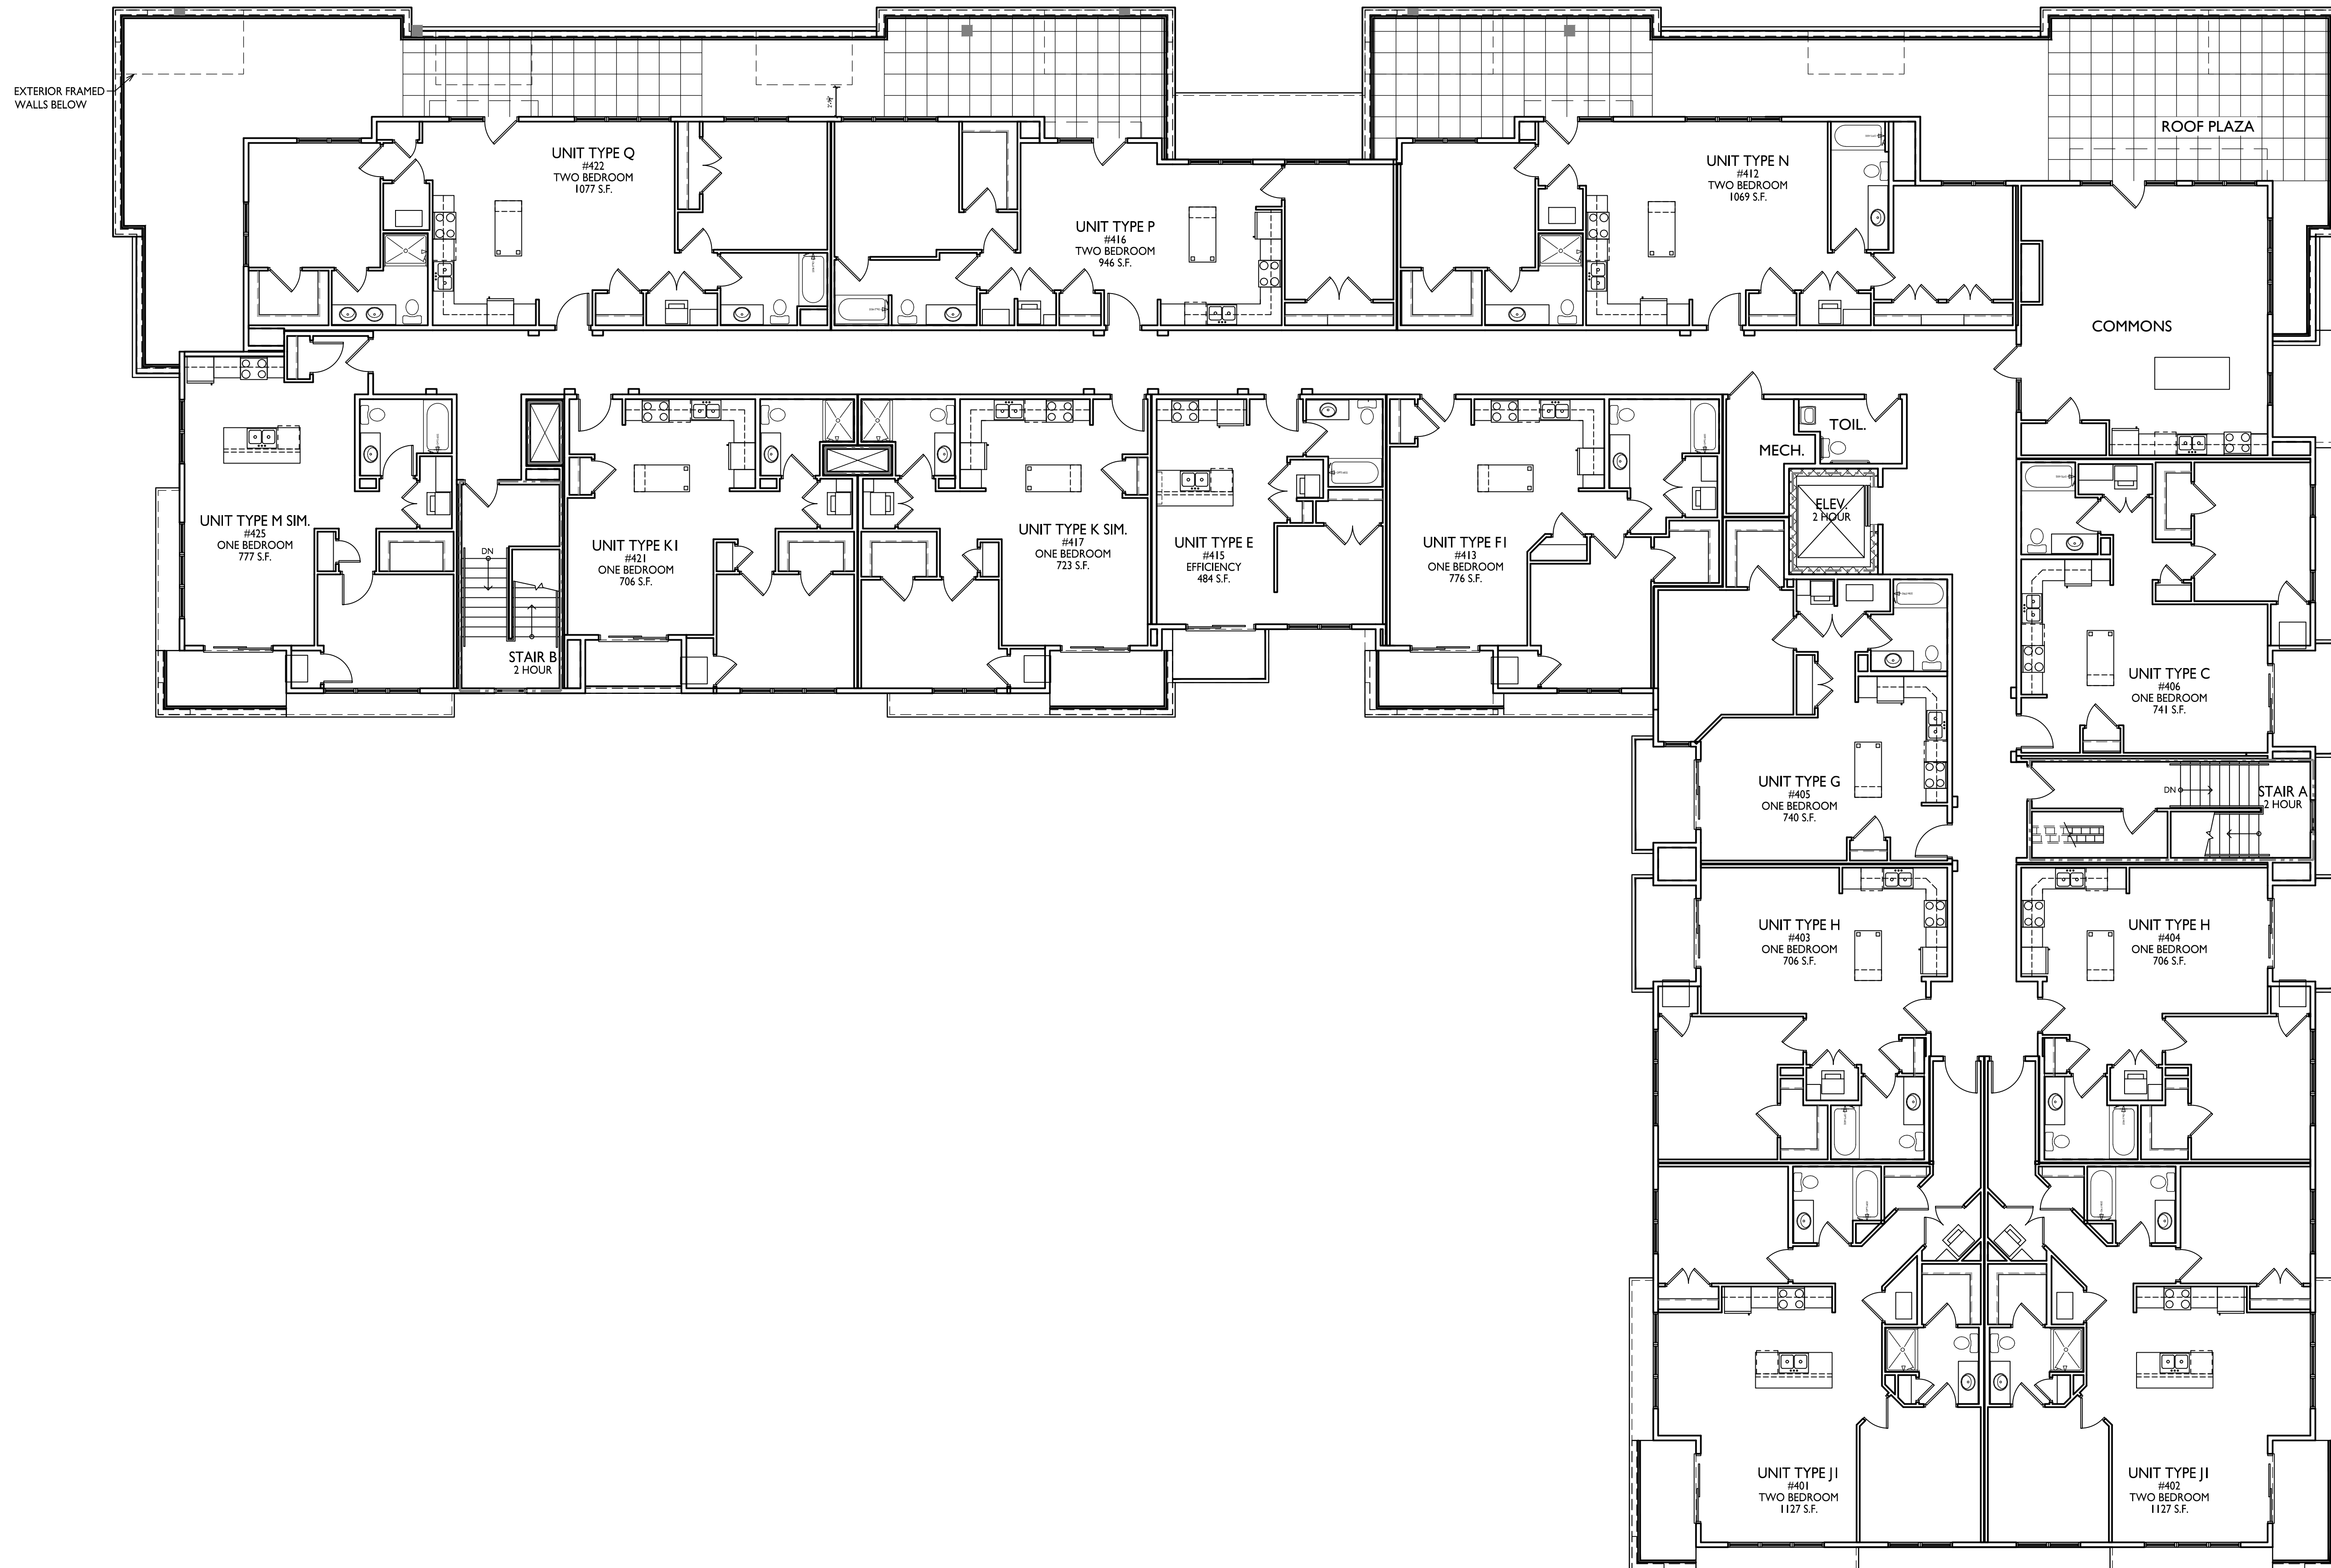 EXTERIOR FRAMED
WALLS BELOW
ROOF PLAZA
UNIT TYPE Q
#422
TWO BEDROOM
1077 S.F.
UNIT TYPE P
#416
TWO BEDROOM
946 S.F.
UNIT TYPE N
#412
TWO BEDROOM
1069 S.F.
COMMONS
UNIT TYPE M SIM.
#425
ONE BEDROOM
777 S.F.
DN
STAIR B
2 HOUR
UNIT TYPE K1
#421
ONE BEDROOM
706 S.F.
UNIT TYPE K SIM.
#417
ONE BEDROOM
723 S.F.
UNIT TYPE E
#415
EFFICIENCY
484 S.F.
UNIT TYPE F1
#413
ONE BEDROOM
776 S.F.
MECH.
TOIL.
ELEV.
2 HOUR
UNIT TYPE C
#406
ONE BEDROOM
741 S.F.
UNIT TYPE G
#405
ONE BEDROOM
740 S.F.
DN
STAIR A
2 HOUR
UNIT TYPE H
#403
ONE BEDROOM
706 S.F.
UNIT TYPE H
#404
ONE BEDROOM
706 S.F.
UNIT TYPE J1
#401
TWO BEDROOM
1127 S.F.
UNIT TYPE J1
#402
TWO BEDROOM
1127 S.F.